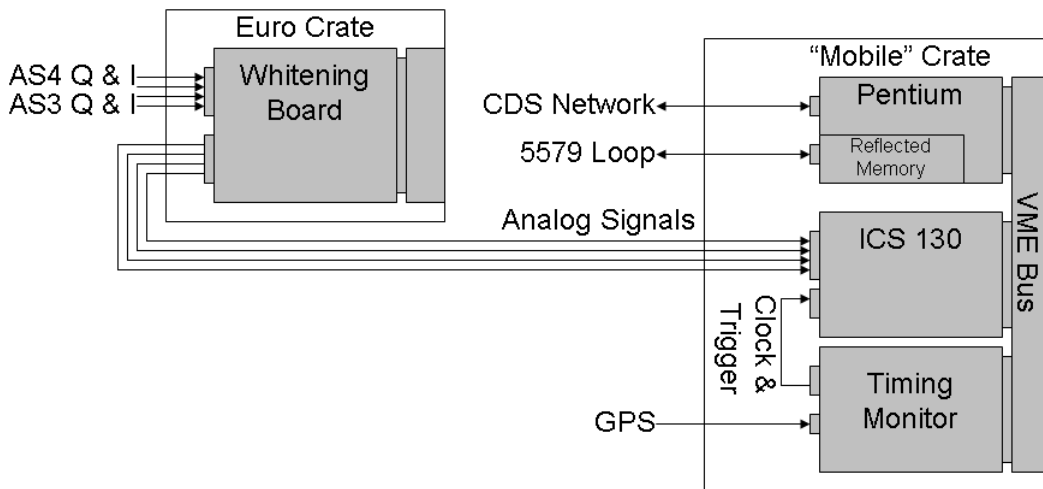 Euro Crate
Whitening
Board
AS4 Q & I
AS3 Q & I
“Mobile” Crate
Pentium
Reflected
Memory
CDS Network
5579 Loop
Analog Signals
ICS 130
VME Bus
Clock &
Trigger
Timing
Monitor
GPS